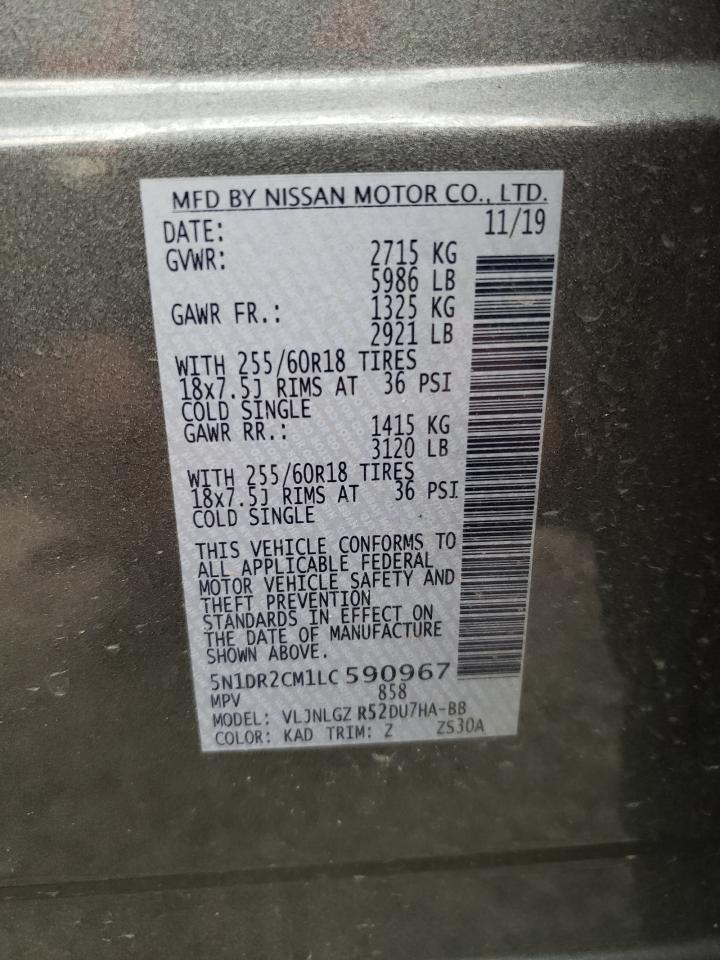 MFD BY NISSAN MOTOR CO., LTD.
DATE: 11/19
GVWR: 2715 KG
5986 LB
GAWR FR.: 1325 KG
2921 LB
WITH 255/60R18 TIRES
18x7.5J RIMS AT 36 PSI
COLD SINGLE
GAWR RR.: 1415 KG
3120 LB
WITH 255/60R18 TIRES
18x7.5J RIMS AT 36 PSI
COLD SINGLE
THIS VEHICLE CONFORMS TO
ALL APPLICABLE FEDERAL
MOTOR VEHICLE SAFETY AND
THEFT PREVENTION
STANDARDS IN EFFECT ON
THE DATE OF MANUFACTURE
SHOWN ABOVE.
5N1DR2CM1LC590967
MPV 858
MODEL: VLJNLGZ R52DU7HA-BB
COLOR: KAD TRIM: Z ZS30A